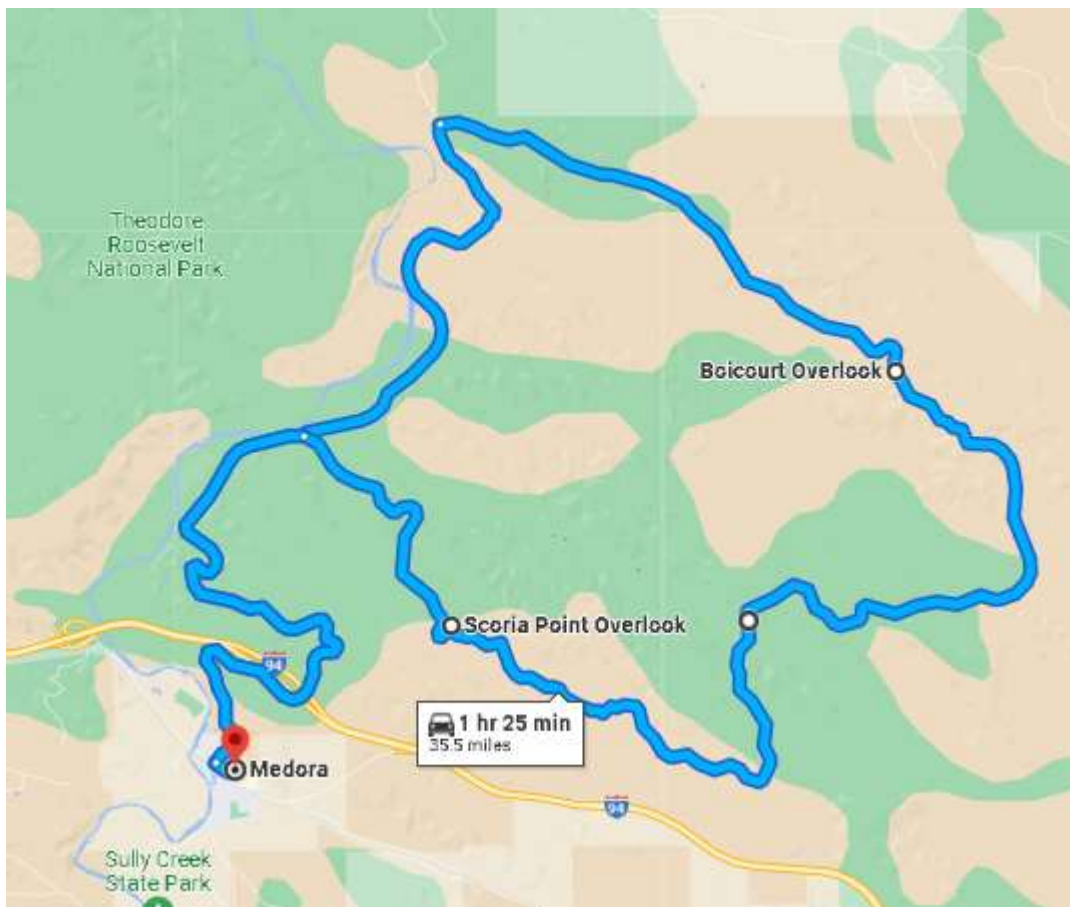 Theodore
Roosevelt
National Park
Boicourt Overlook
Scoria Point Overlook
94
1 hr 25 min
35.5 miles
Medora
94
Sully Creek
State Park